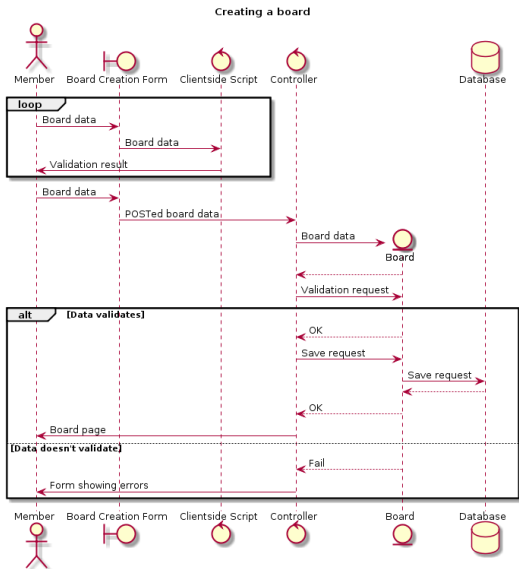 Creating a board
Member Board Creation Form Clientside Script Controller Database
loop
Board data
Board data
Validation result
Board data
POSTed board data
Board data
Board
Validation request
alt [Data validates]
OK
Save request
Save request
OK
Board page
[Data doesn't validate]
Fail
Form showing errors
Member Board Creation Form Clientside Script Controller Board Database